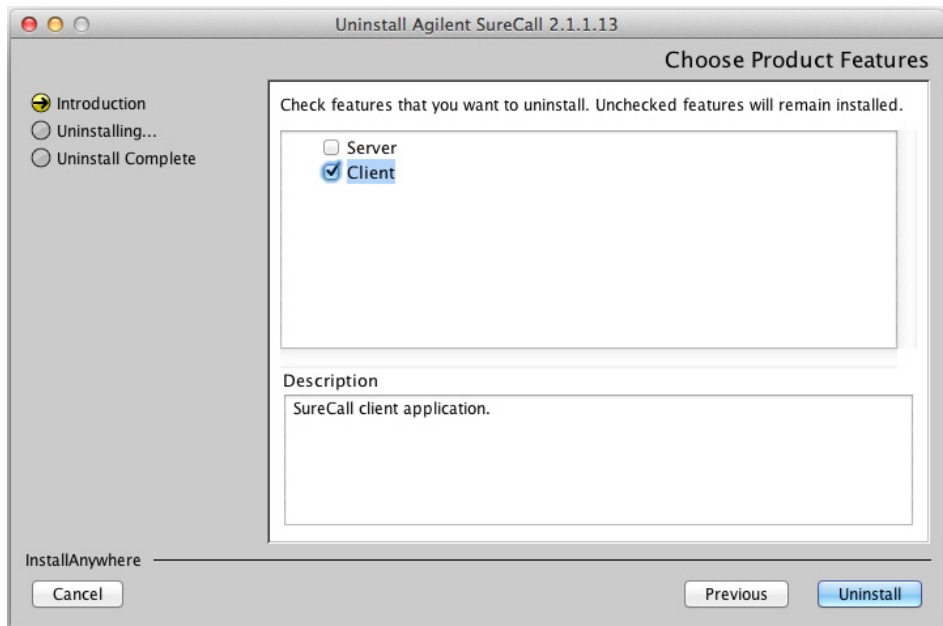 Uninstall Agilent SureCall 2.1.1.13
Choose Product Features
Introduction
Uninstalling...
Uninstall Complete
Check features that you want to uninstall. Unchecked features will remain installed.
Server
Client
Description
SureCall client application.
InstallAnywhere
Cancel
Previous
Uninstall